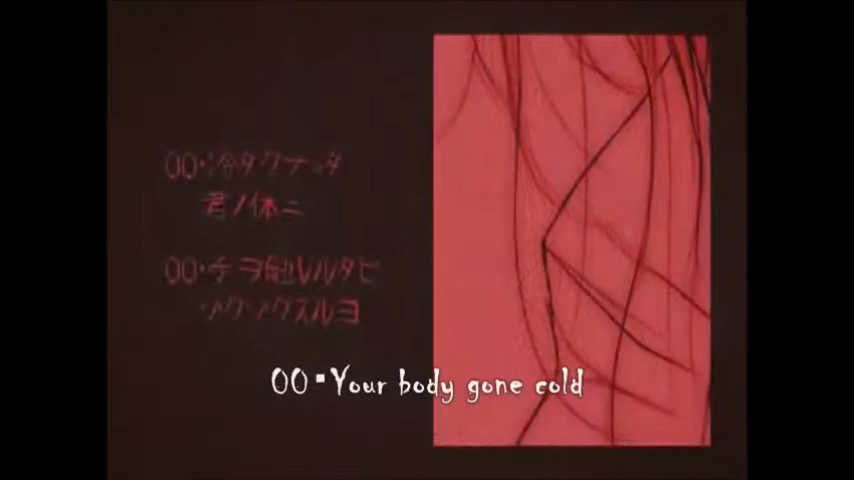 00・冷タクナッタ
君ノ体ニ
00・手ヲ触レルタビ
ゾクゾクスルヨ
00▪Your body gone cold